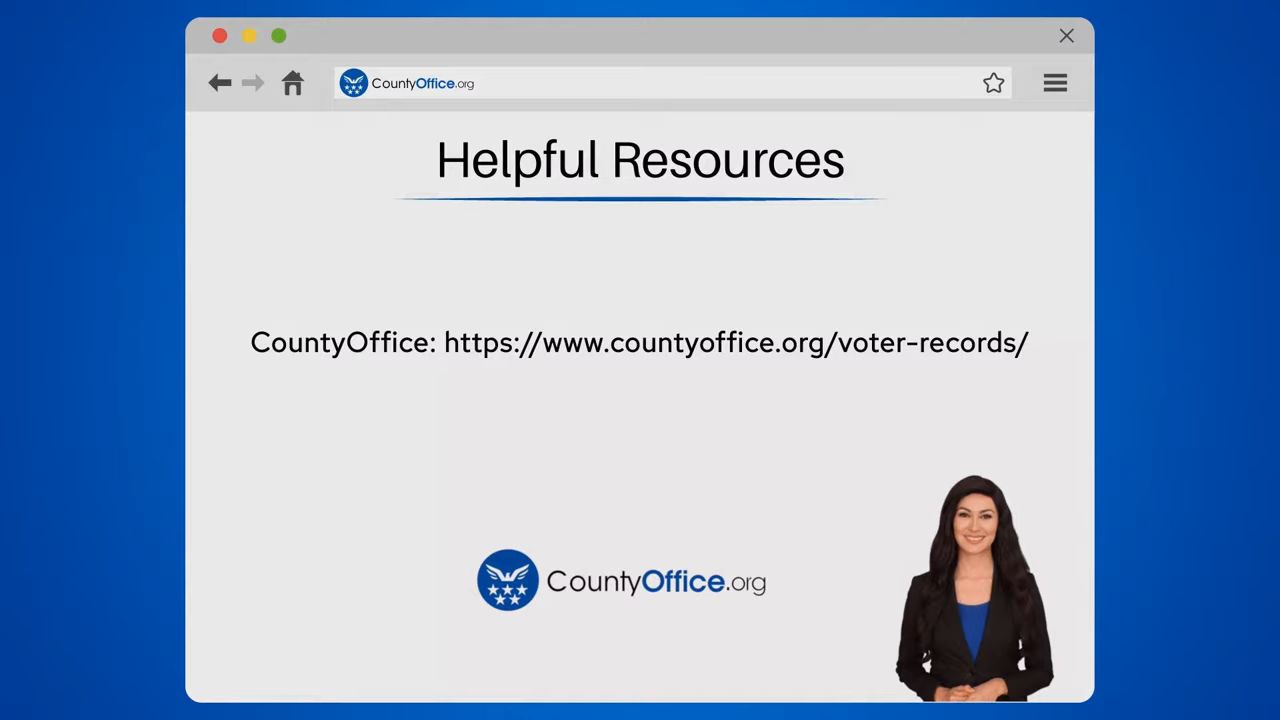 CountyOffice.org
Helpful Resources
CountyOffice: https://www.countyoffice.org/voter-records/
CountyOffice.org